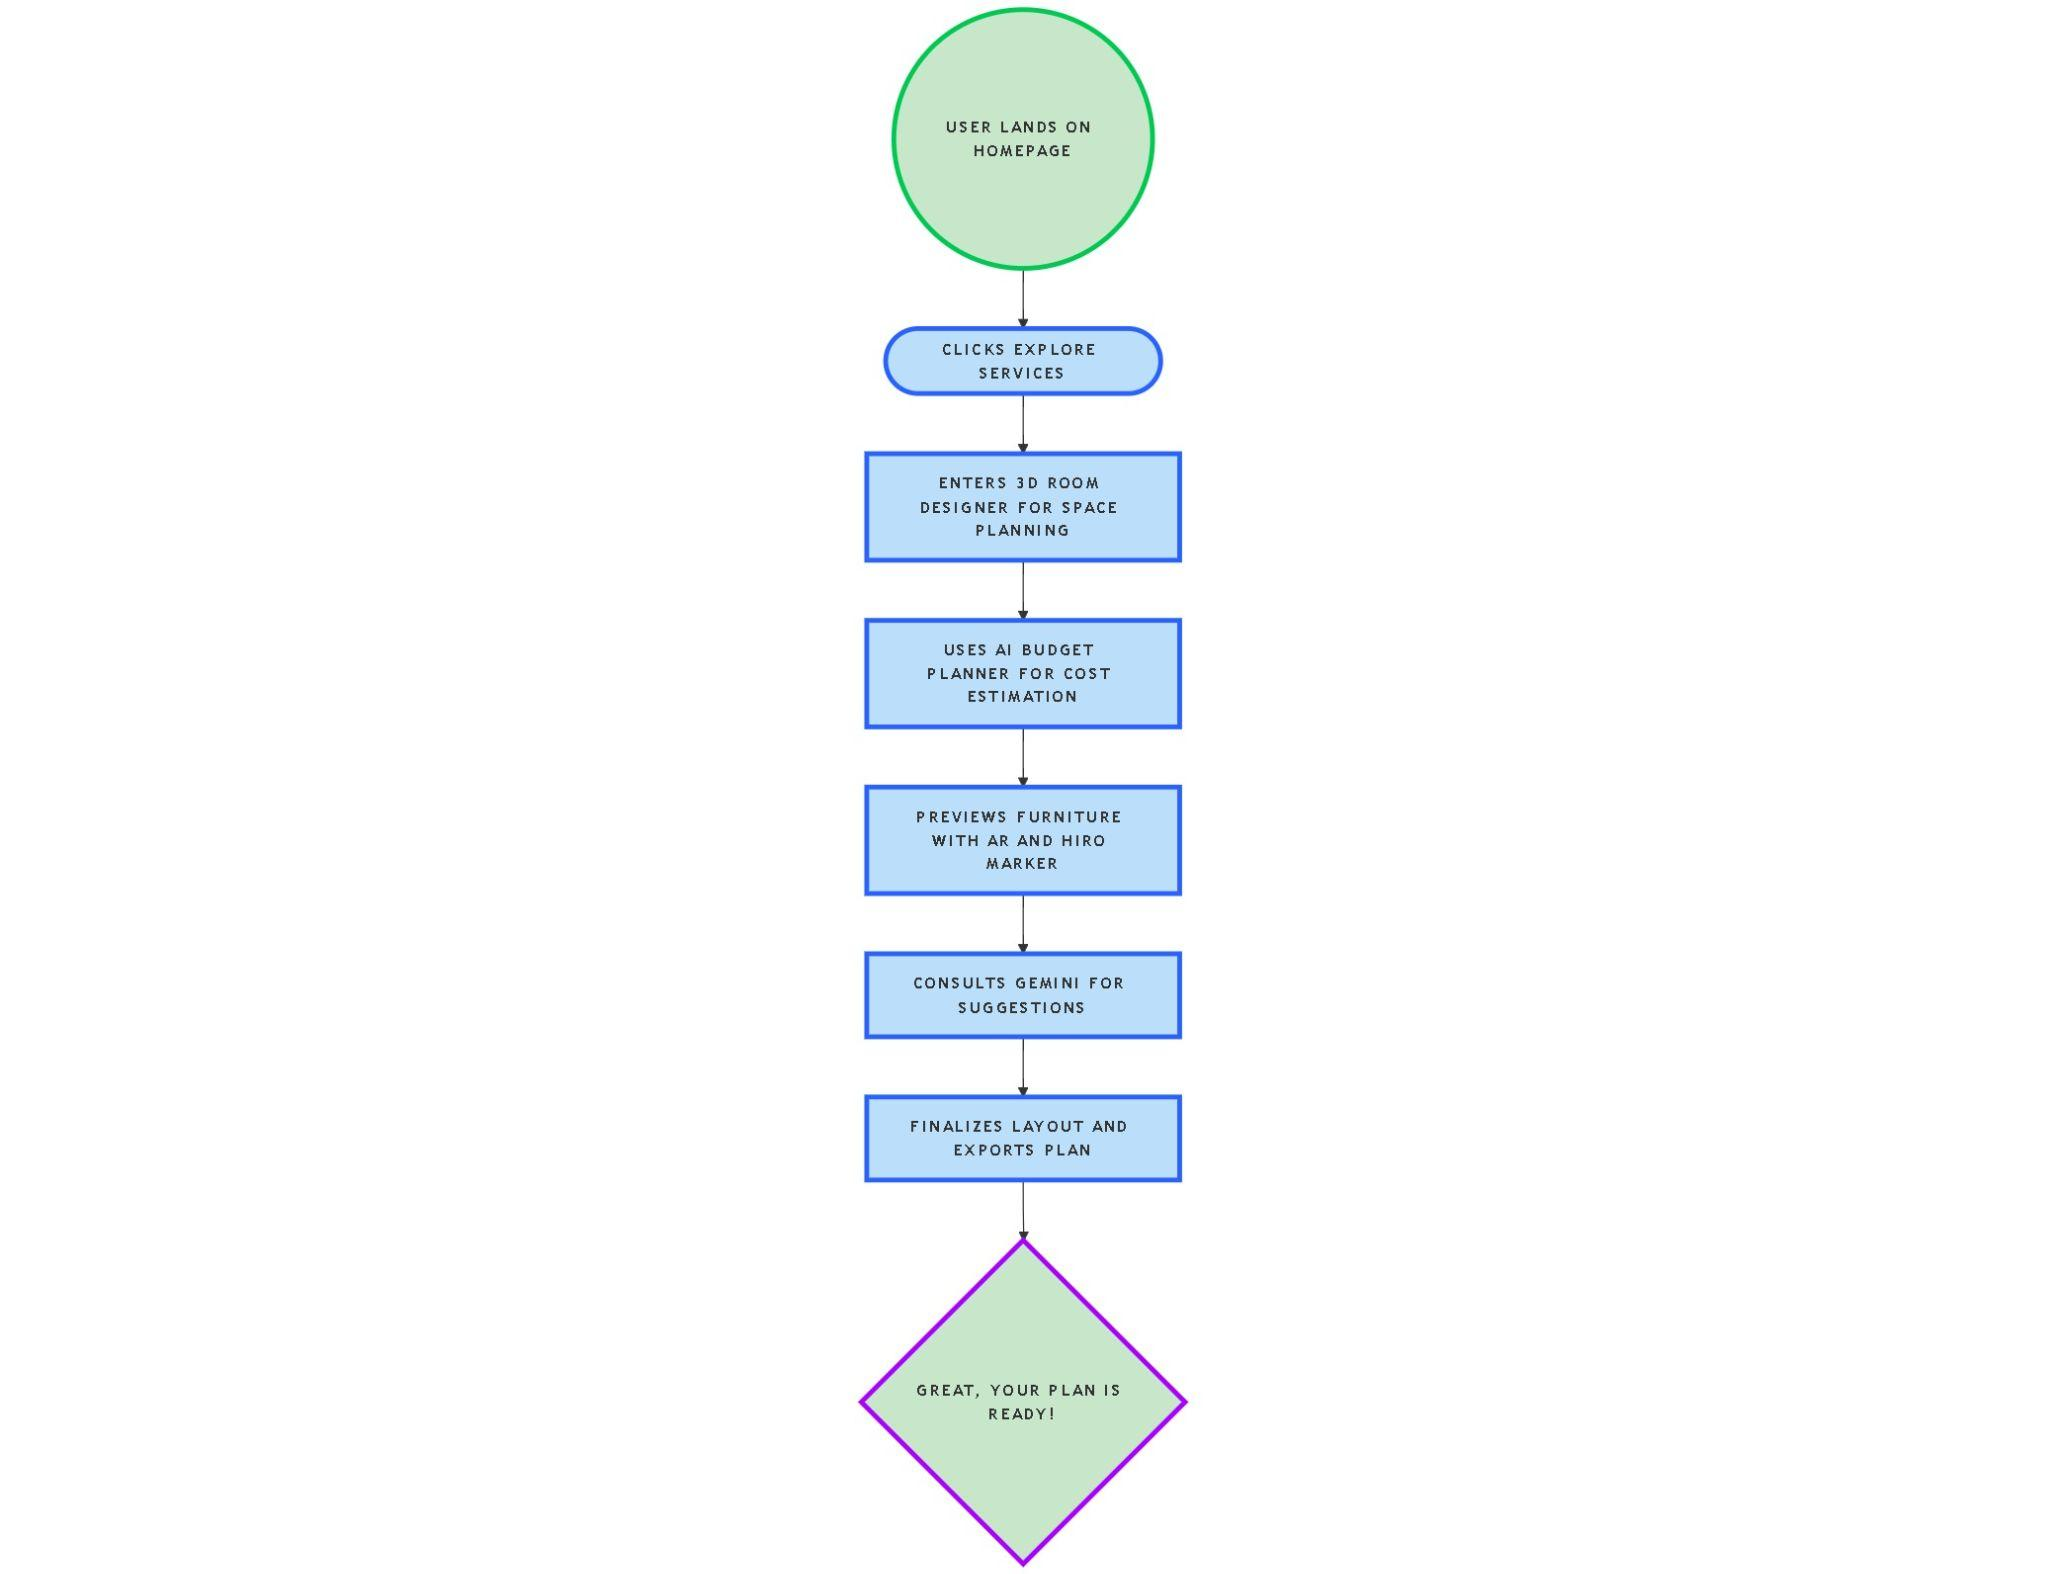 USER LANDS ON
HOMEPAGE
CLICKS EXPLORE
SERVICES
ENTERS 3D ROOM
DESIGNER FOR SPACE
PLANNING
USES AI BUDGET
PLANNER FOR COST
ESTIMATION
PREVIEWS FURNITURE
WITH AR AND HIRO
MARKER
CONSULTS GEMINI FOR
SUGGESTIONS
FINALIZES LAYOUT AND
EXPORTS PLAN
GREAT, YOUR PLAN IS
READY!